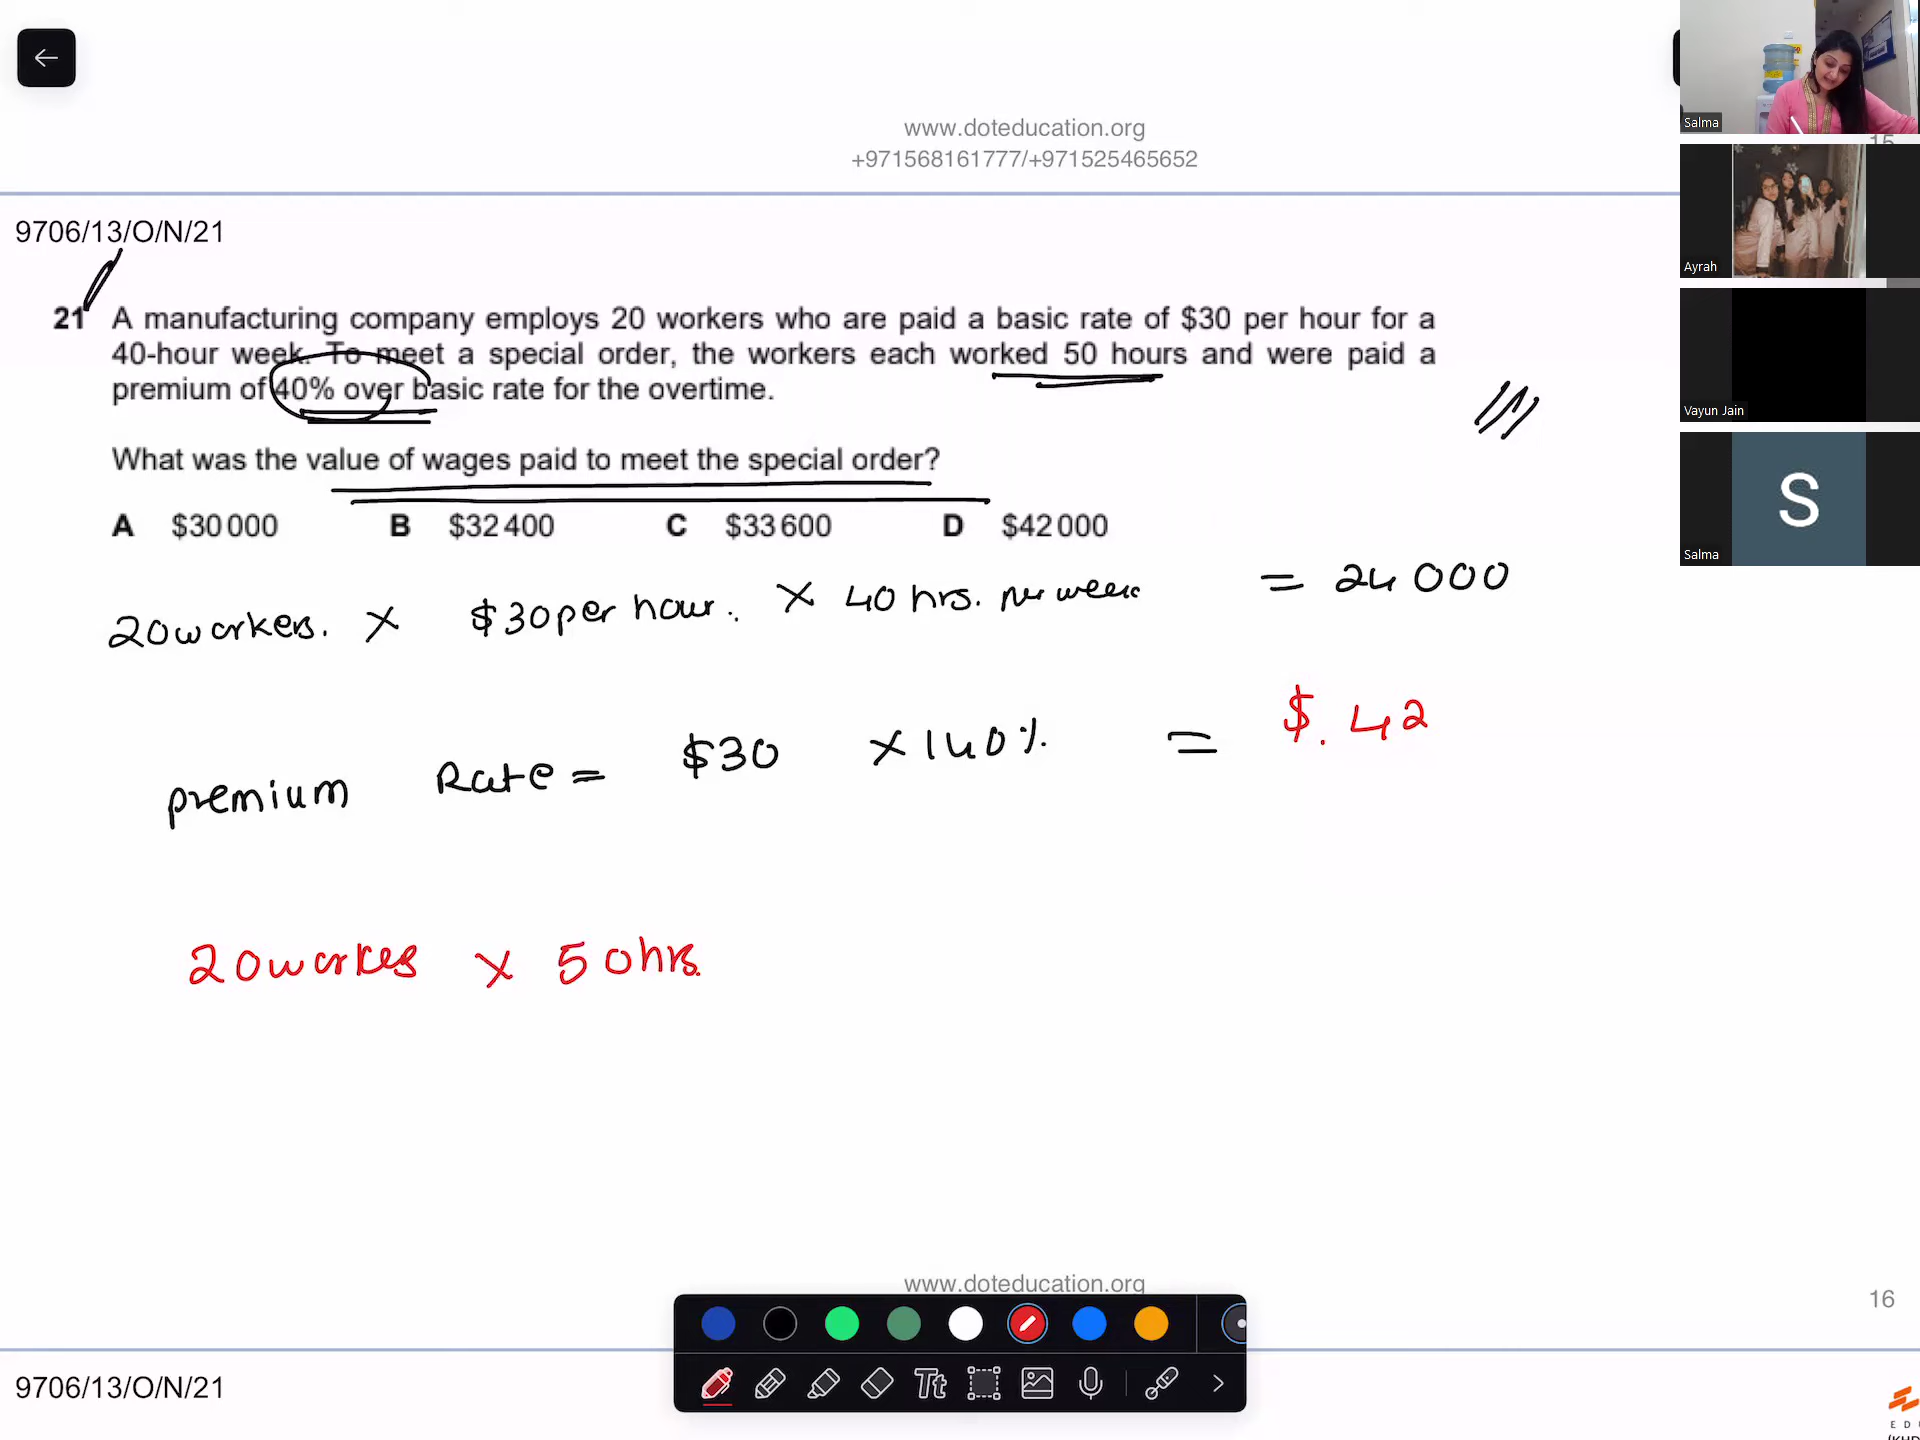 www.doteducation.org
+971568161777/+971525465652
15
Salma
Ayrah
Vayun Jain
S
Salma
9706/13/O/N/21
21 A manufacturing company employs 20 workers who are paid a basic rate of $30 per hour for a
40-hour week. To meet a special order, the workers each worked 50 hours and were paid a
premium of 40% over basic rate for the overtime.
What was the value of wages paid to meet the special order?
A $30 000 B $32 400 C $33 600 D $42 000
20workers. X $30 per hour. X 40 hrs. per week = 24 000
premium Rate = $30 X 140% = $. 42
20workes X 50hrs.
www.doteducation.org
16
Tt
9706/13/O/N/21